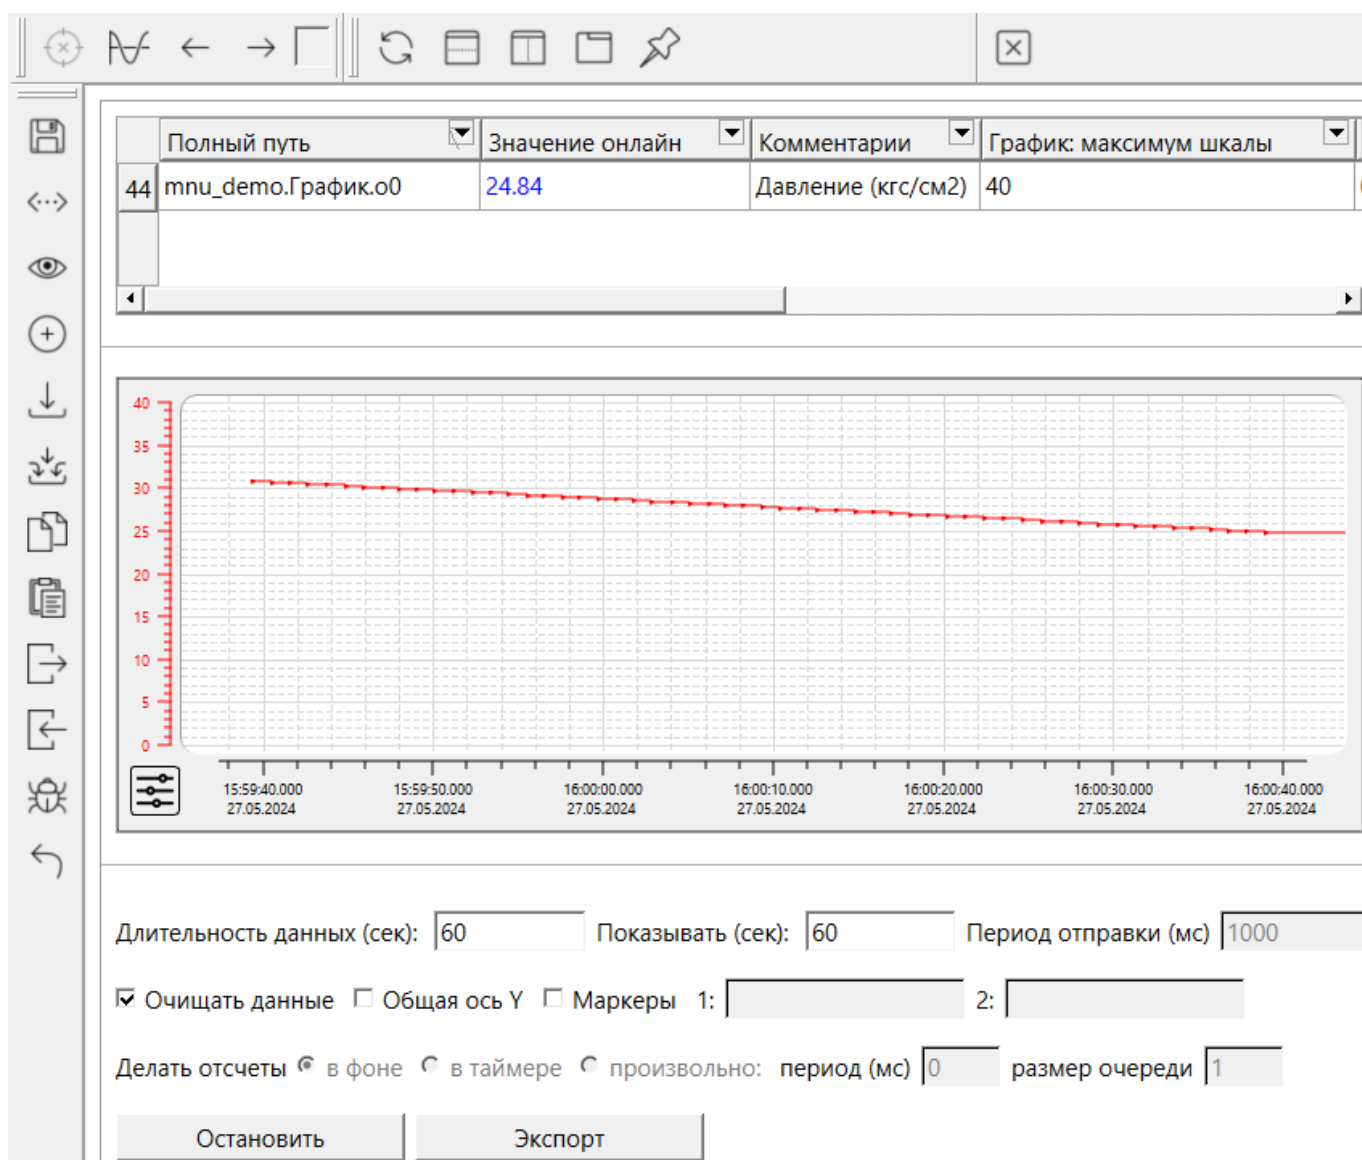 Полный путь Значение онлайн Комментарии График: максимум шкалы
44 mnu_demo.График.о0 24.84 Давление (кгс/см2) 40
40
35
30
25
20
15
10
5
0
15:59:40.000 15:59:50.000 16:00:00.000 16:00:10.000 16:00:20.000 16:00:30.000 16:00:40.000
27.05.2024 27.05.2024 27.05.2024 27.05.2024 27.05.2024 27.05.2024 27.05.2024
Длительность данных (сек): 60 Показывать (сек): 60 Период отправки (мс) 1000
Очищать данные Общая ось Y Маркеры 1: 2:
Делать отсчеты в фоне в таймере произвольно: период (мс) 0 размер очереди 1
Остановить Экспорт